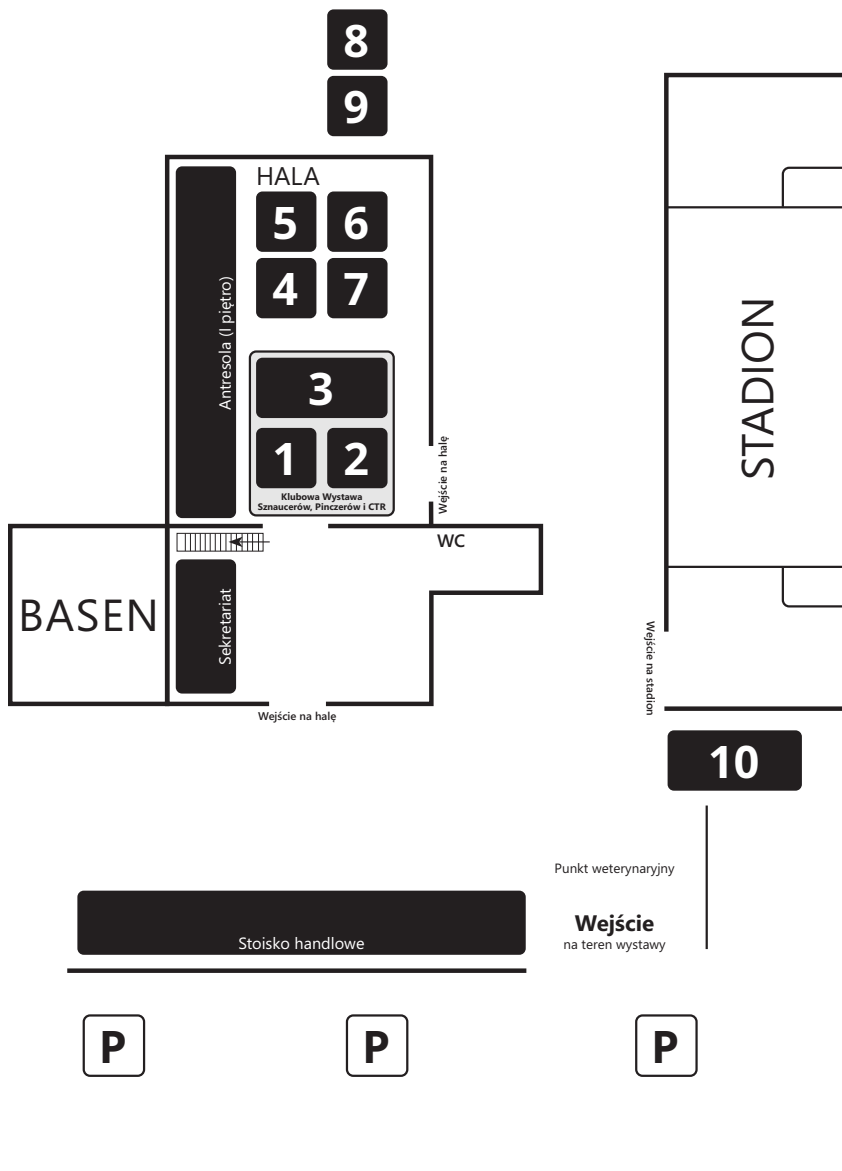 8
9
HALA
5 6
4 7
Antresola (I piętro)
3
1 2
Klubowa Wystawa
Sznaucerów, Pinczerów i CTR
Wejście na halę
WC
BASEN
Sekretariat
Wejście na halę
STADION
Wejście na stadion
10
Punkt weterynaryjny
Wejście
na teren wystawy
Stoisko handlowe
P P P